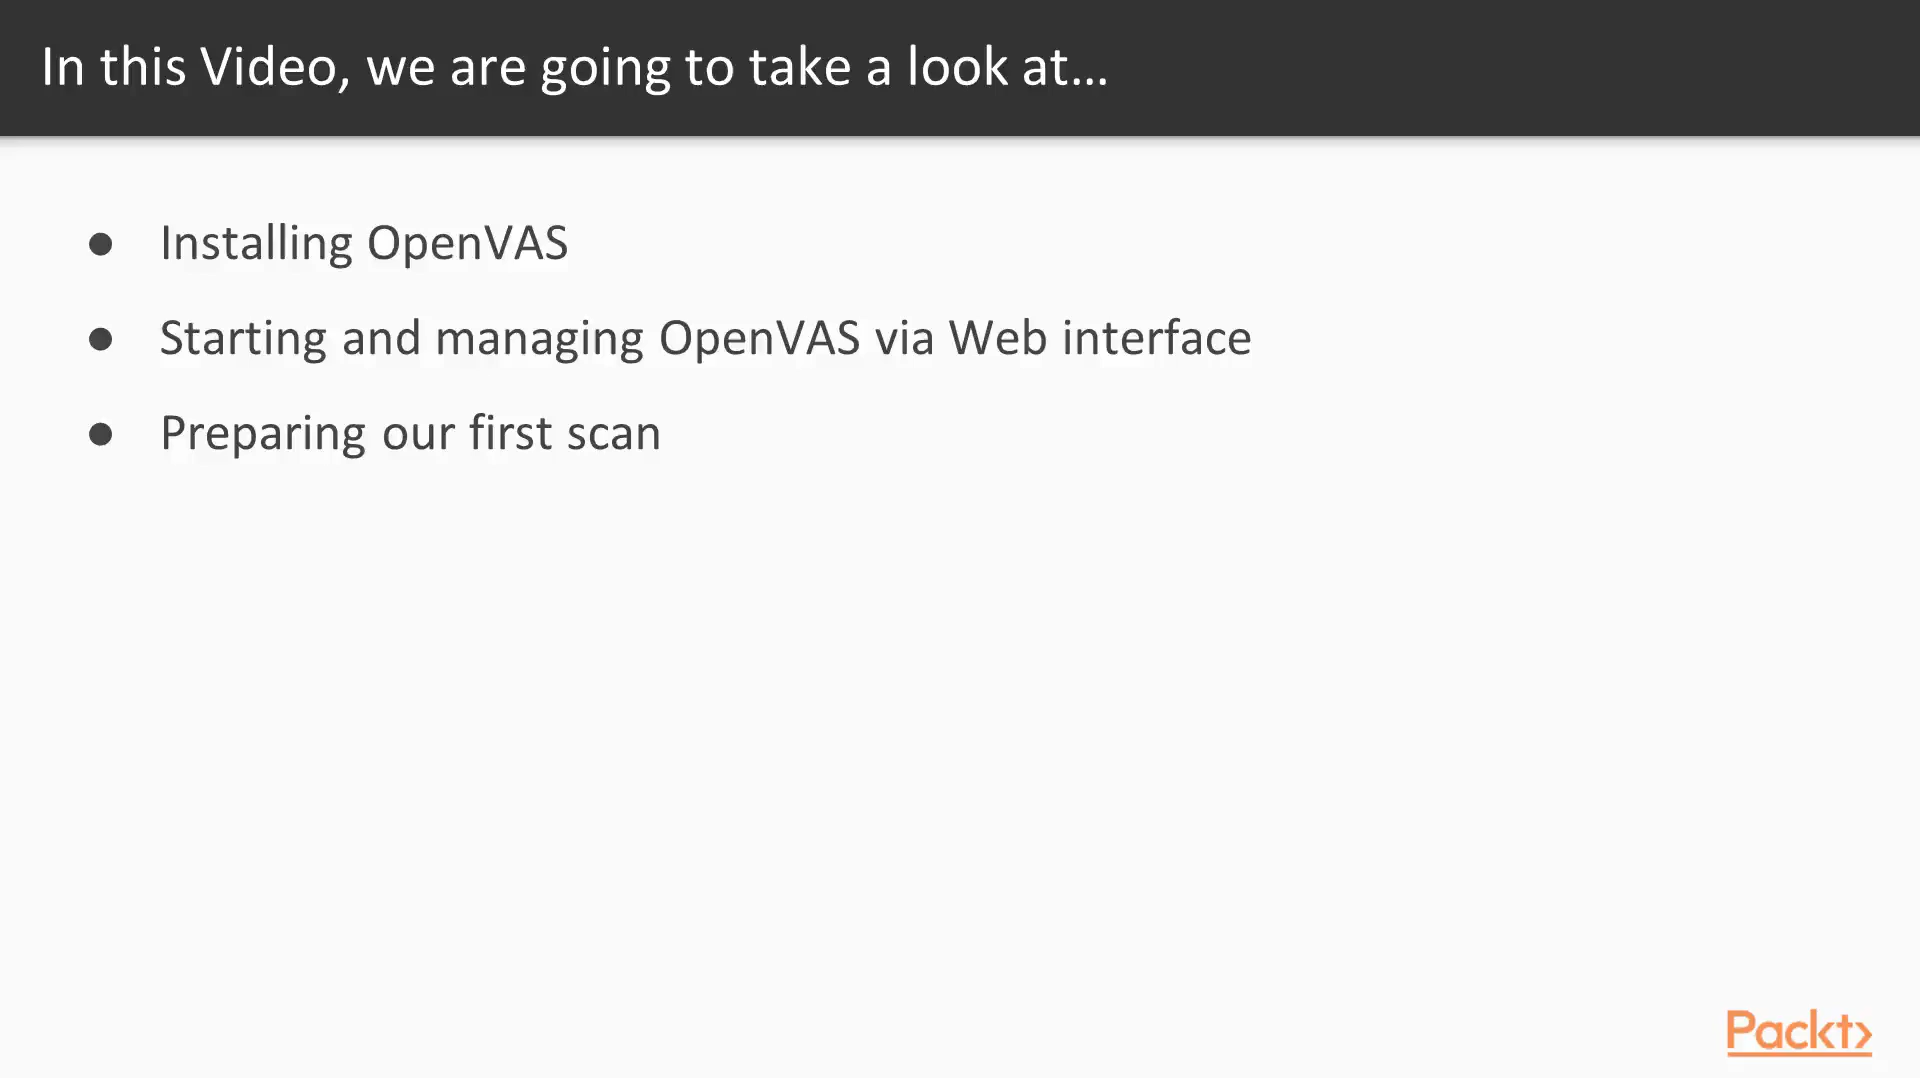 In this Video, we are going to take a look at...
● Installing OpenVAS
● Starting and managing OpenVAS via Web interface
● Preparing our first scan
Packt>